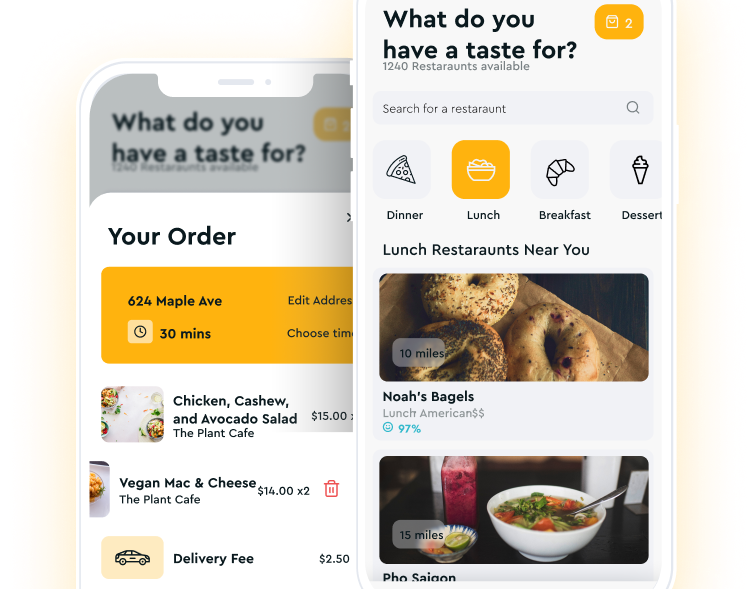 What do you
have a taste for?
1240 Restaraunts available
Your Order
624 Maple Ave
Edit Addres
30 mins
Choose time
Chicken, Cashew,
and Avocado Salad
The Plant Cafe
$15.00
Vegan Mac & Cheese
The Plant Cafe
$14.00 x2
Delivery Fee
$2.50
What do you
have a taste for?
1240 Restaraunts available
2
Search for a restaraunt
Dinner
Lunch
Breakfast
Dessert
Lunch Restaraunts Near You
10 miles
Noah's Bagels
Lunch American$$
97%
15 miles
Pho Saigon